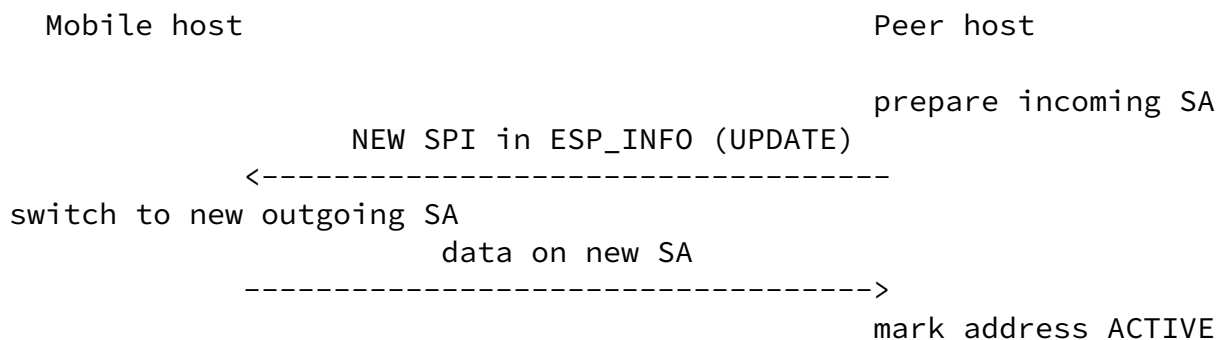 Mobile host Peer host
prepare incoming SA
NEW SPI in ESP_INFO (UPDATE)
<-----------------------------------
switch to new outgoing SA
data on new SA
----------------------------------->
mark address ACTIVE